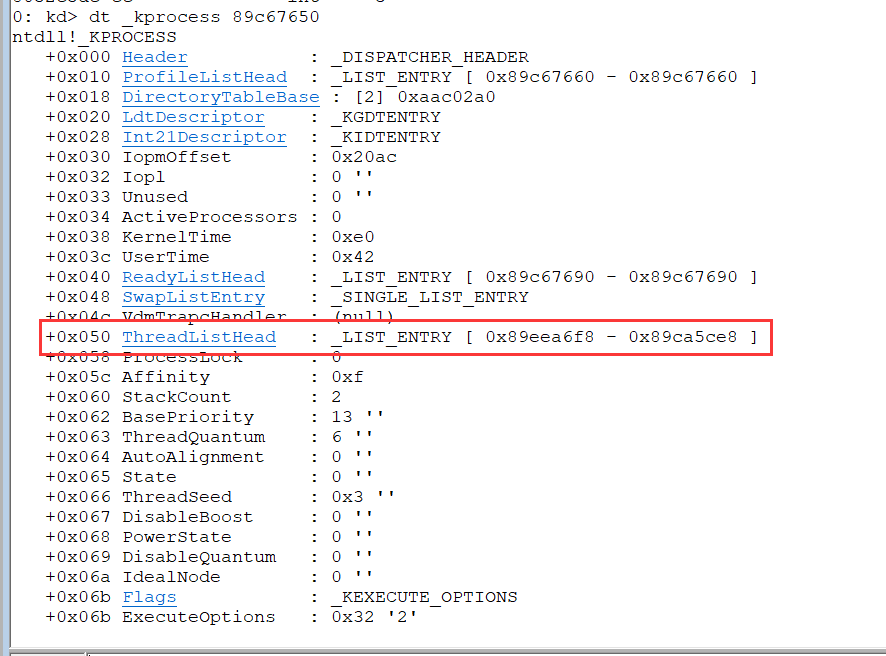 0: kd> dt _kprocess 89c67650
ntdll!_KPROCESS
   +0x000 Header           : _DISPATCHER_HEADER
   +0x010 ProfileListHead  : _LIST_ENTRY [ 0x89c67660 - 0x89c67660 ]
   +0x018 DirectoryTableBase : [2] 0xaac02a0
   +0x020 LdtDescriptor    : _KGDTENTRY
   +0x028 Int21Descriptor  : _KIDTENTRY
   +0x030 IopmOffset       : 0x20ac
   +0x032 Iopl             : 0 ''
   +0x033 Unused           : 0 ''
   +0x034 ActiveProcessors : 0
   +0x038 KernelTime       : 0xe0
   +0x03c UserTime         : 0x42
   +0x040 ReadyListHead    : _LIST_ENTRY [ 0x89c67690 - 0x89c67690 ]
   +0x048 SwapListEntry    : _SINGLE_LIST_ENTRY
   +0x04c VdmTrapcHandler  : (null)
   +0x050 ThreadListHead   : _LIST_ENTRY [ 0x89eea6f8 - 0x89ca5ce8 ]
   +0x058 ProcessLock      : 0
   +0x05c Affinity         : 0xf
   +0x060 StackCount       : 2
   +0x062 BasePriority     : 13 ''
   +0x063 ThreadQuantum    : 6 ''
   +0x064 AutoAlignment    : 0 ''
   +0x065 State            : 0 ''
   +0x066 ThreadSeed       : 0x3 ''
   +0x067 DisableBoost     : 0 ''
   +0x068 PowerState       : 0 ''
   +0x069 DisableQuantum   : 0 ''
   +0x06a IdealNode        : 0 ''
   +0x06b Flags            : _KEXECUTE_OPTIONS
   +0x06b ExecuteOptions   : 0x32 '2'